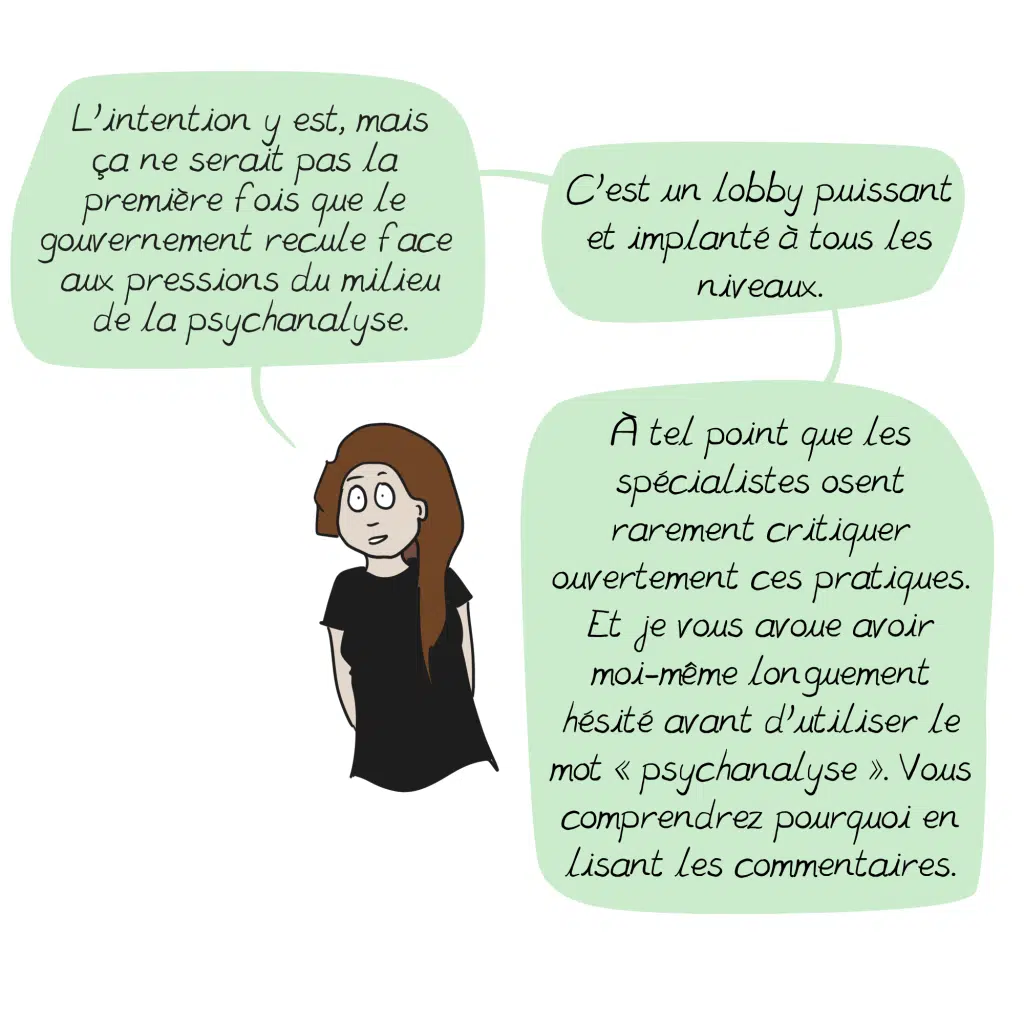 L'intention y est, mais
ça ne serait pas la
première fois que le
gouvernement recule face
aux pressions du milieu
de la psychanalyse.
C'est un lobby puissant
et implanté à tous les
niveaux.
À tel point que les
spécialistes osent
rarement critiquer
ouvertement ces pratiques.
Et je vous avoue avoir
moi-même longuement
hésité avant d'utiliser le
mot « psychanalyse ». Vous
comprendrez pourquoi en
lisant les commentaires.